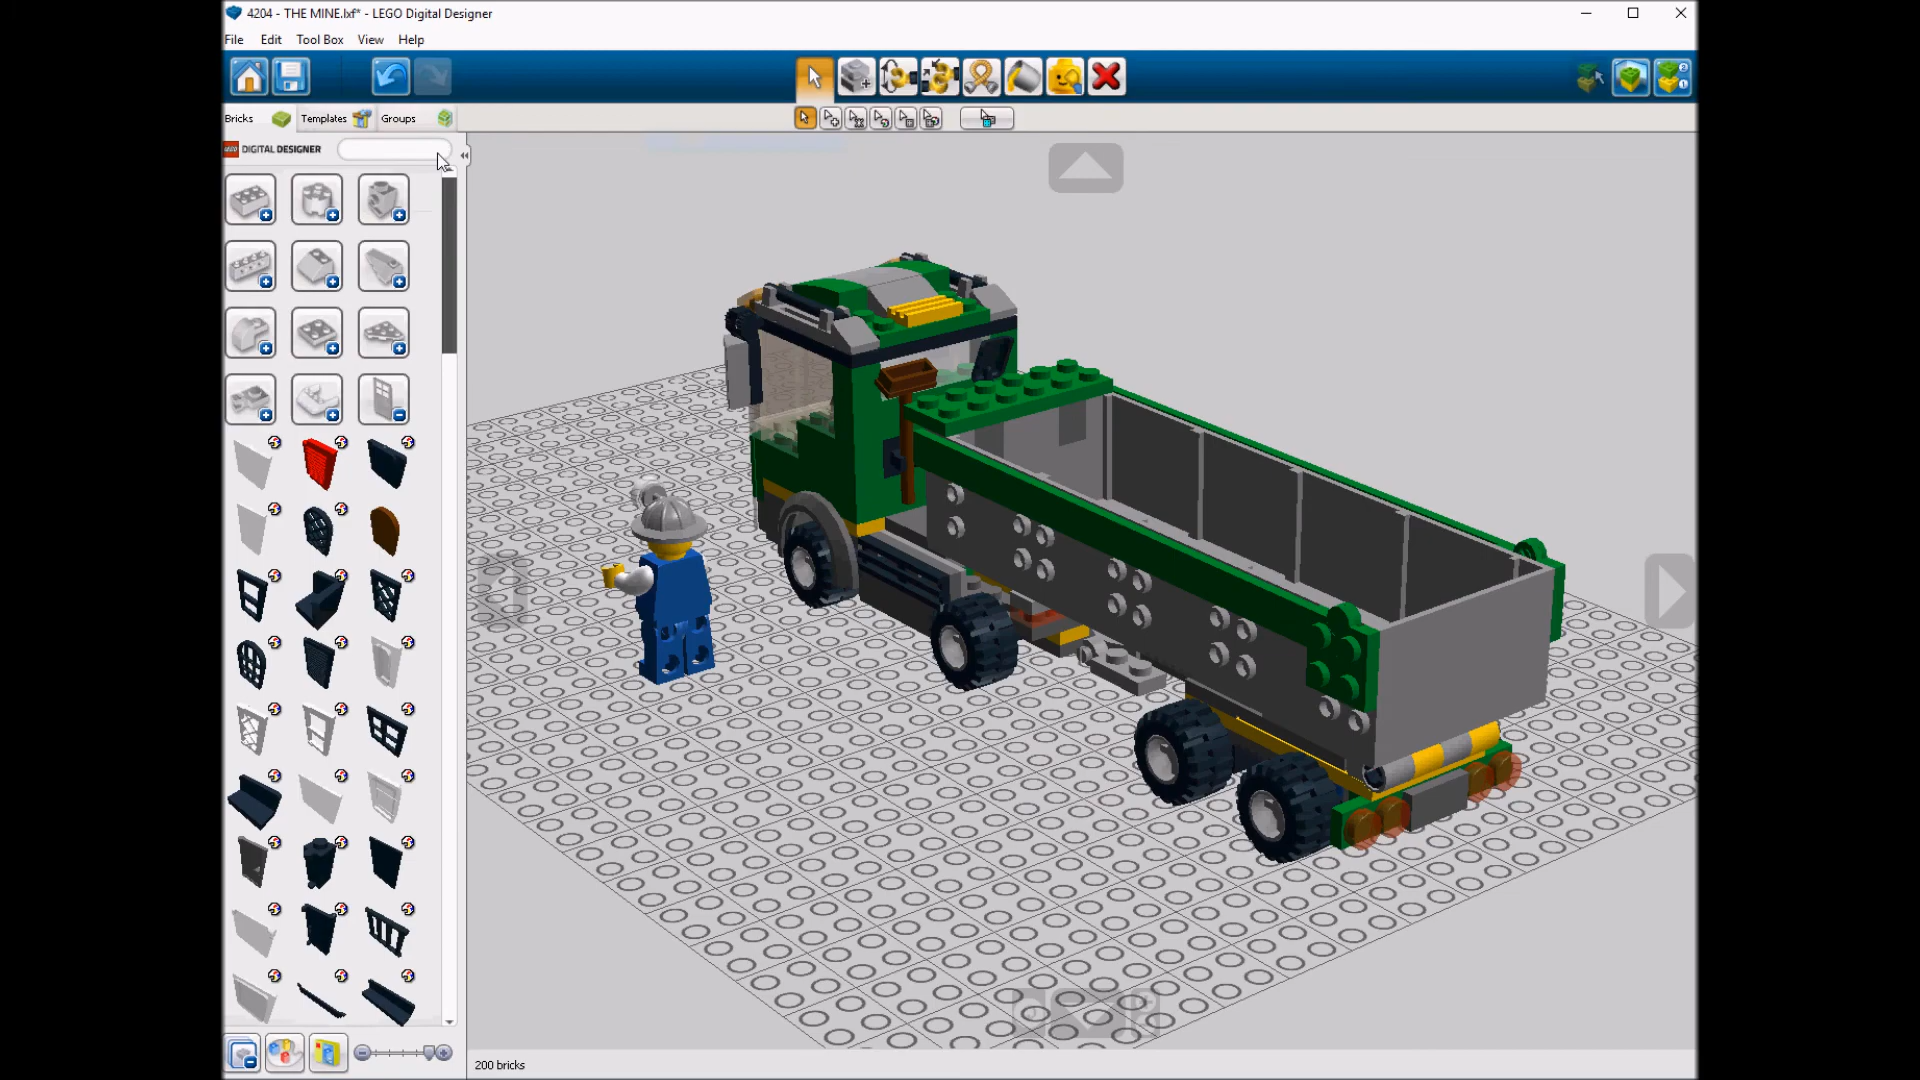 4204 - THE MINE.lxf* - LEGO Digital Designer
File Edit Tool Box View Help
Bricks Templates Groups
LEGO DIGITAL DESIGNER
200 bricks